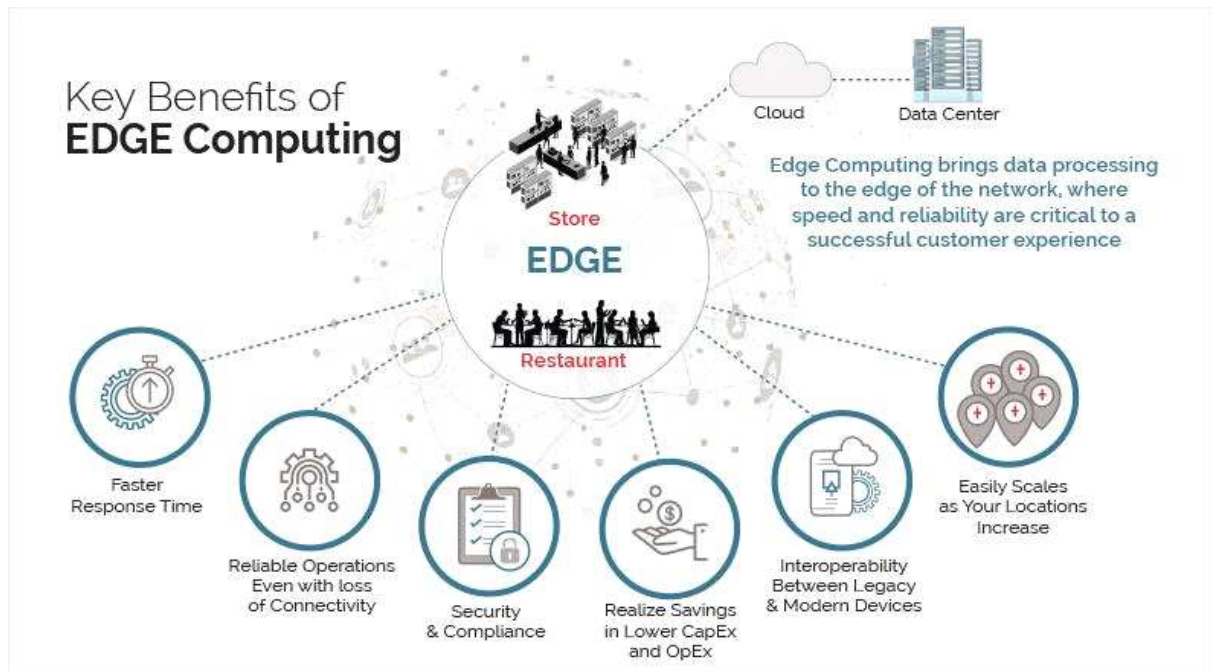 Key Benefits of
EDGE Computing
Cloud
Data Center
Edge Computing brings data processing
to the edge of the network, where
speed and reliability are critical to a
successful customer experience
Store
EDGE
Restaurant
Faster
Response Time
Reliable Operations
Even with loss
of Connectivity
Security
& Compliance
$
Realize Savings
in Lower CapEx
and OpEx
Interoperability
Between Legacy
& Modern Devices
Easily Scales
as Your Locations
Increase